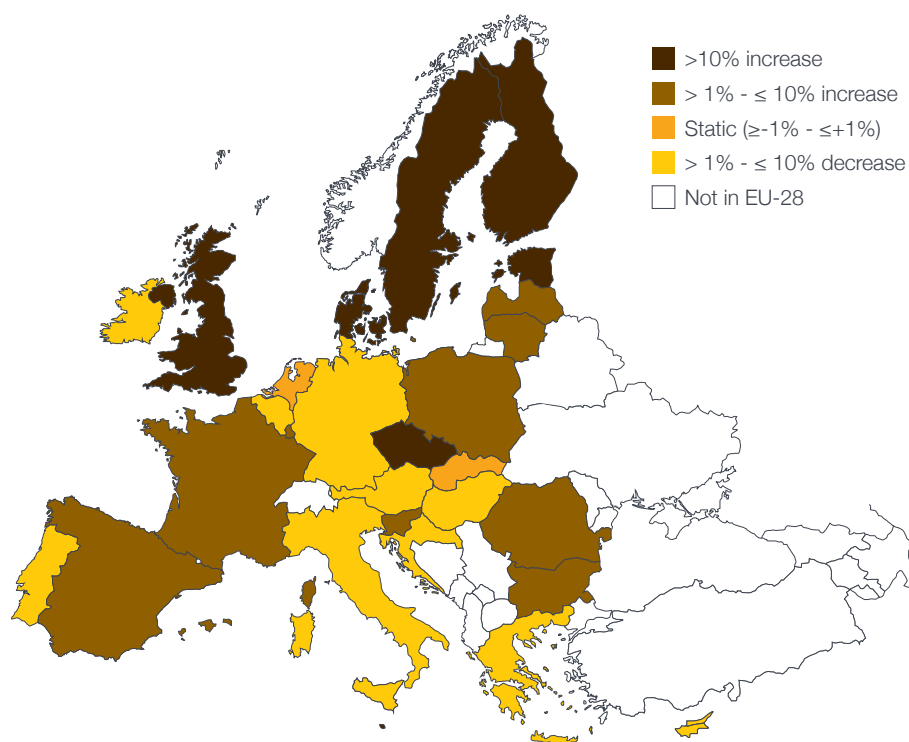 >10% increase
> 1% - ≤ 10% increase
Static (≥-1% - ≤+1%)
> 1% - ≤ 10% decrease
Not in EU-28